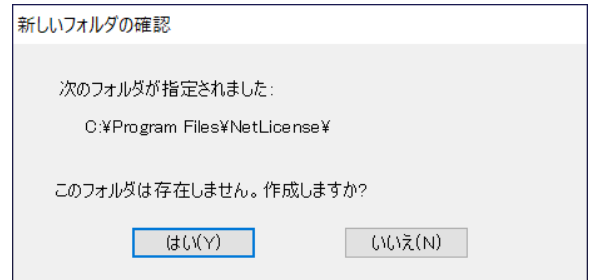 新しいフォルダの確認
次のフォルダが指定されました:
C:¥Program Files¥NetLicense¥
このフォルダは存在しません。作成しますか?
はい(Y)
いいえ(N)